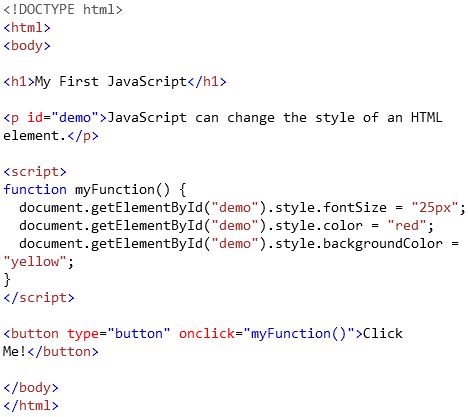 <!DOCTYPE html>
<html>
<body>
<h1>My First JavaScript</h1>
<p id="demo">JavaScript can change the style of an HTML
element.</p>
<script>
function myFunction() {
  document.getElementById("demo").style.fontSize = "25px";
  document.getElementById("demo").style.color = "red";
  document.getElementById("demo").style.backgroundColor =
"yellow";
}
</script>
<button type="button" onclick="myFunction()">Click
Me!</button>
</body>
</html>